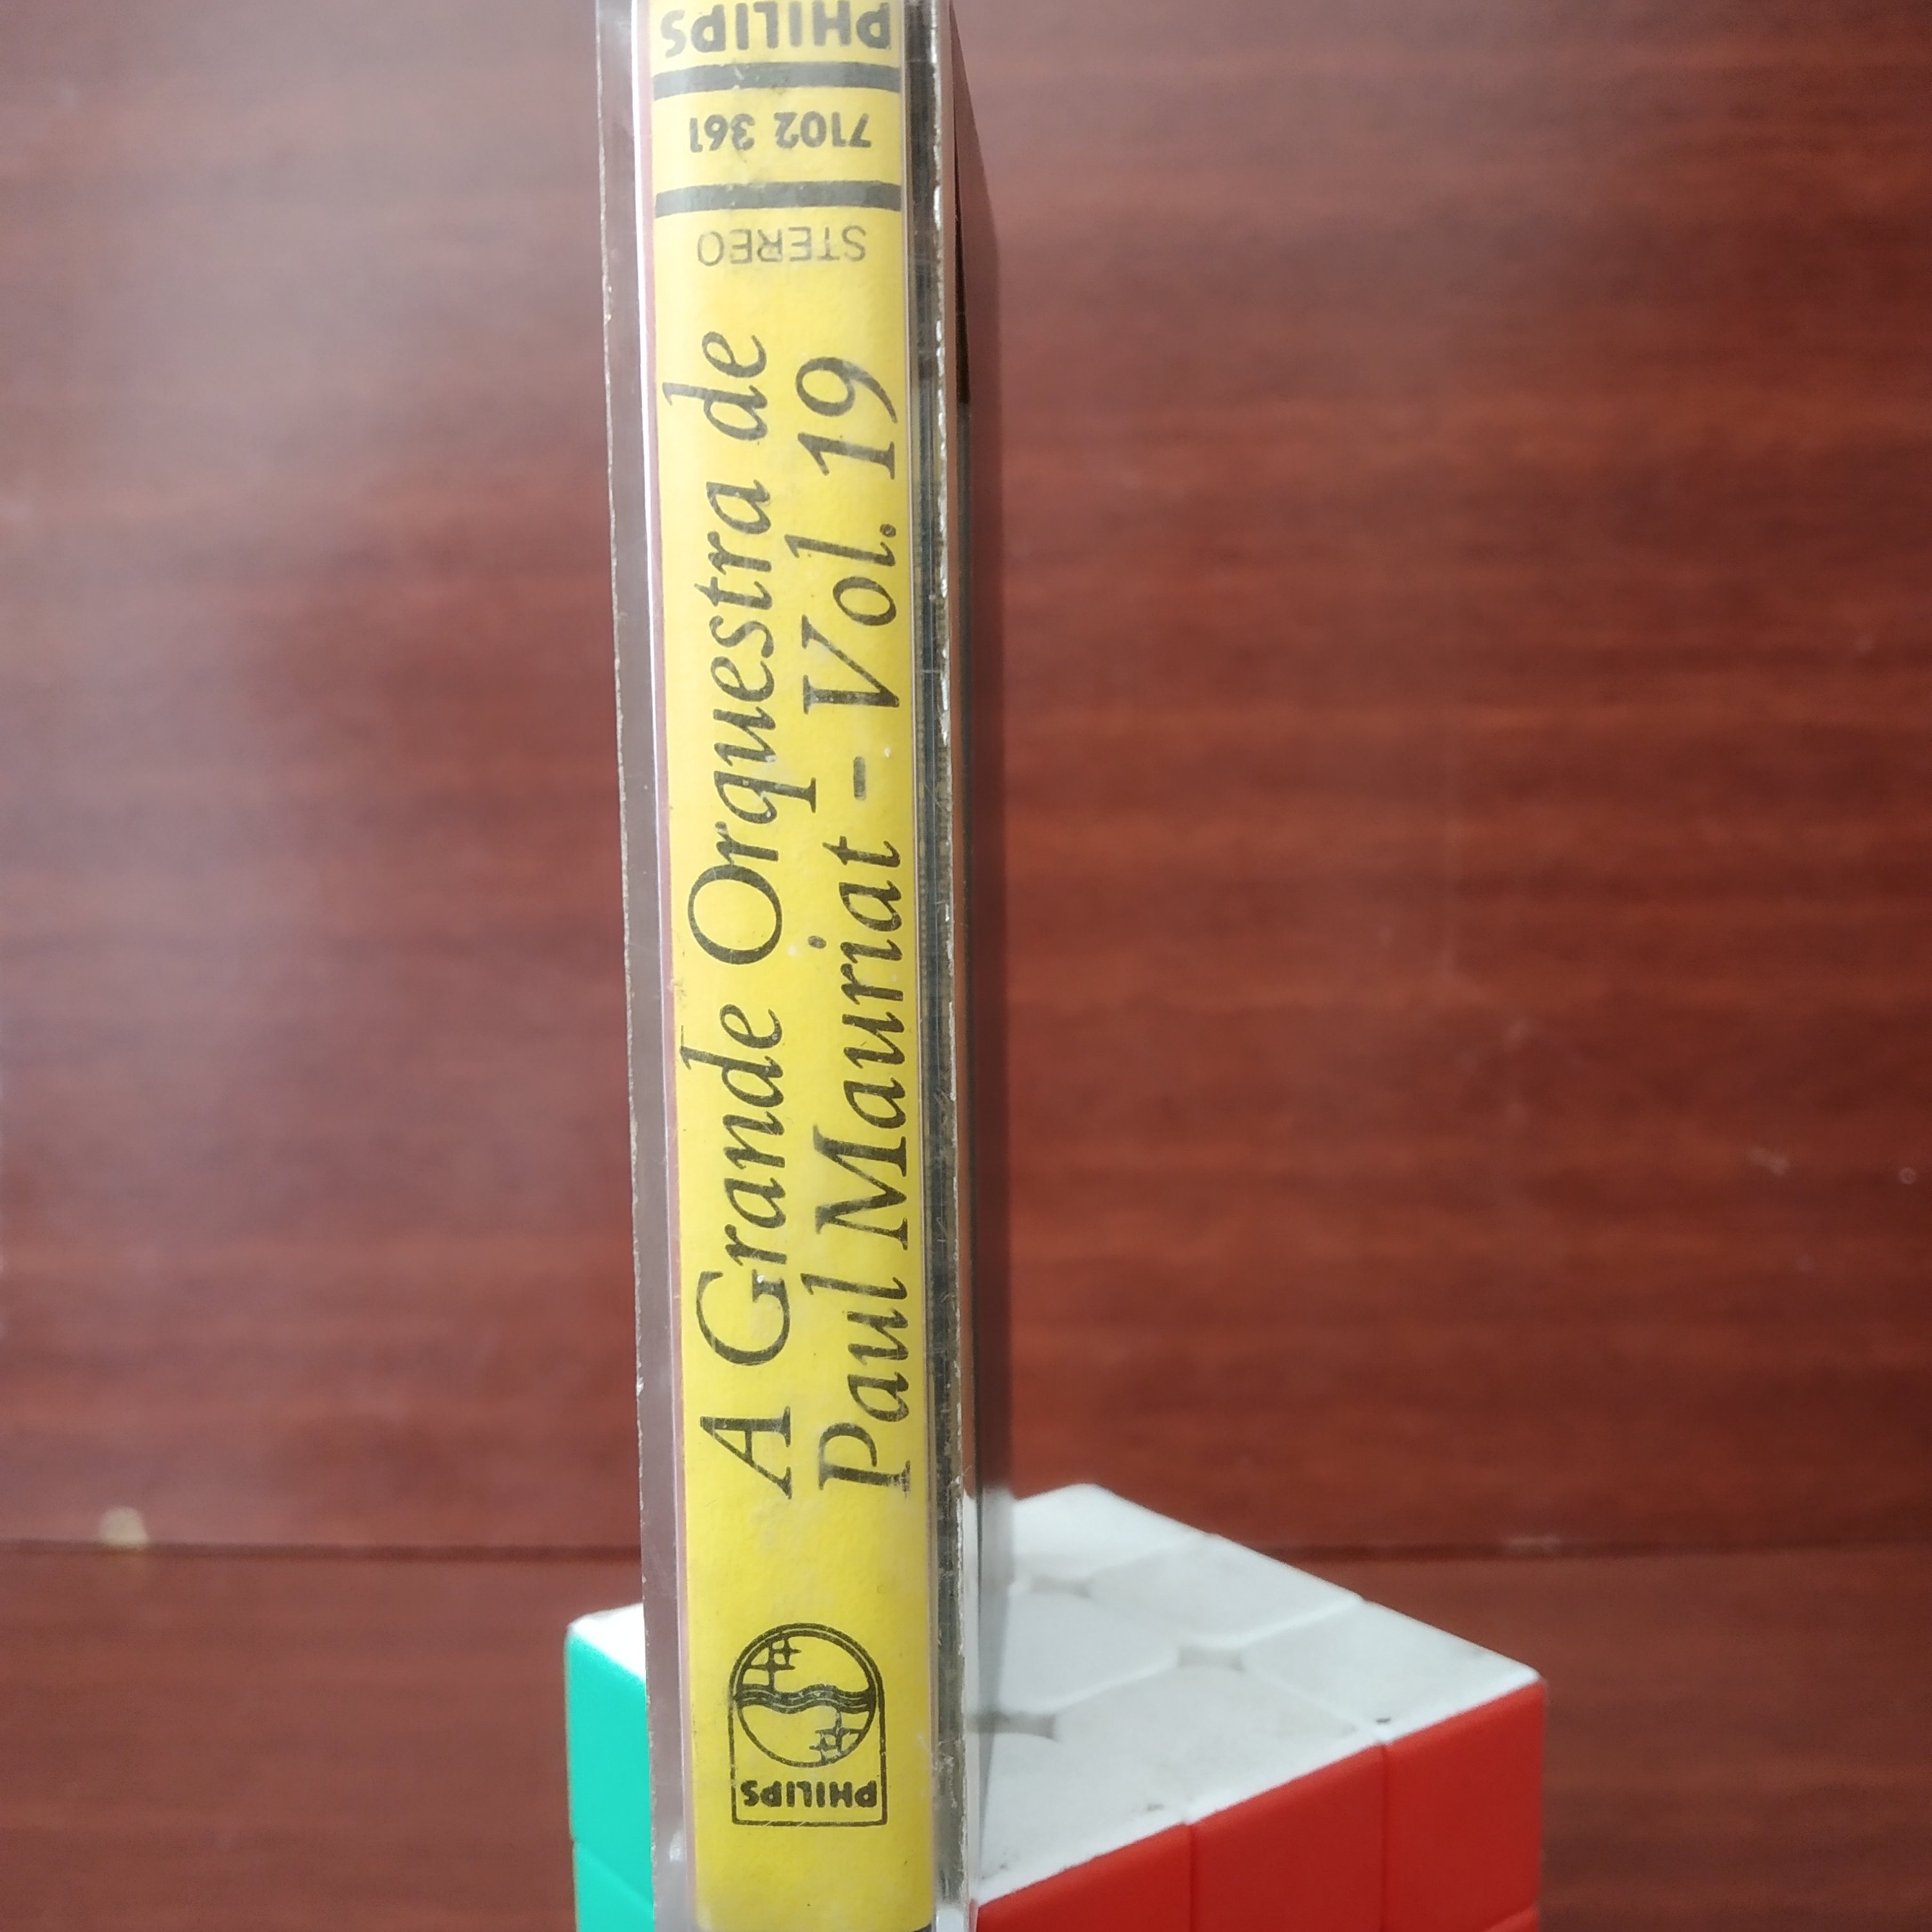 PHILIPS
7102 361
STEREO
A Grande Orquestra de
Paul Mauriat - Vol. 19
PHILIPS